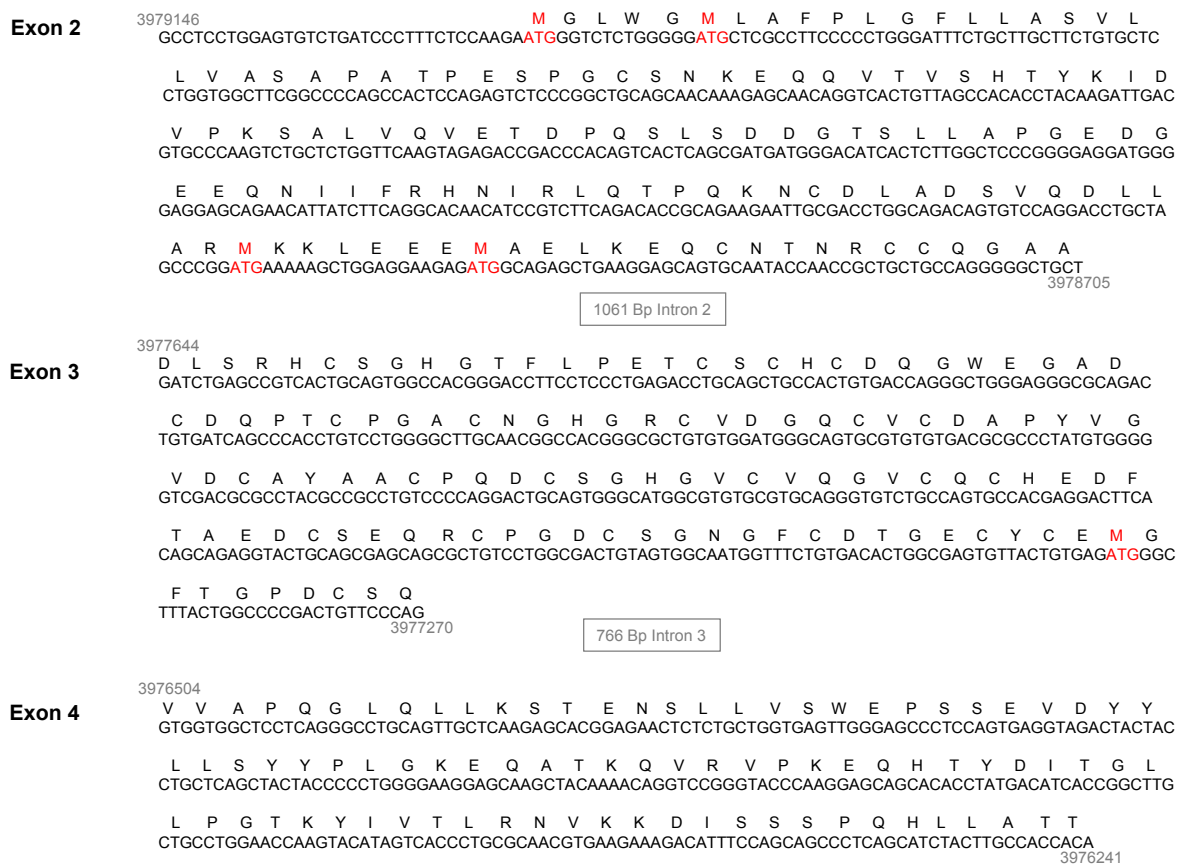 3979146
M G L W G M L A F P L G F L L A S V L
Exon 2
GCCTCCTGGAGTGTCTGATCCCTTTCTCCAAGAATGGGTCTCTGGGGGATGCTCGCCTTCCCCCTGGGATTTCTGCTTGCTTCTGTGCTC
L V A S A P A T P E S P G C S N K E Q Q V T V S H T Y K I D
CTGGTGGCTTCGGCCCCAGCCACTCCAGAGTCTCCCGGCTGCAGCAACAAAGAGCAACAGGTCACTGTTAGCCACACCTACAAGATTGAC
V P K S A L V Q V E T D P Q S L S D D G T S L L A P G E D G
GTGCCCAAGTCTGCTCTGGTTCAAGTAGAGACCGACCCACAGTCACTCAGCGATGATGGGACATCACTCTTGGCTCCCGGGGAGGATGGG
E E Q N I I F R H N I R L Q T P Q K N C D L A D S V Q D L L
GAGGAGCAGAACATTATCTTCAGGCACAACATCCGTCTTCAGACACCGCAGAAGAATTGCGACCTGGCAGACAGTGTCCAGGACCTGCTA
A R M K K L E E E M A E L K E Q C N T N R C C Q G A A
GCCCGGATGAAAAAGCTGGAGGAAGAGATGGCAGAGCTGAAGGAGCAGTGCAATACCAACCGCTGCTGCCAGGGGGCTGCT
3978705
1061 Bp Intron 2
3977644
Exon 3
D L S R H C S G H G T F L P E T C S C H C D Q G W E G A D
GATCTGAGCCGTCACTGCAGTGGCCACGGGACCTTCCTCCCTGAGACCTGCAGCTGCCACTGTGACCAGGGCTGGGAGGGCGCAGAC
C D Q P T C P G A C N G H G R C V D G Q C V C D A P Y V G
TGTGATCAGCCCACCTGTCCTGGGGCTTGCAACGGCCACGGGCGCTGTGTGGATGGGCAGTGCGTGTGTGACGCGCCCTATGTGGGG
V D C A Y A A C P Q D C S G H G V C V Q G V C Q C H E D F
GTCGACGCGCCTACGCCGCCTGTCCCCAGGACTGCAGTGGGCATGGCGTGTGCGTGCAGGGTGTCTGCCAGTGCCACGAGGACTTCA
T A E D C S E Q R C P G D C S G N G F C D T G E C Y C E M G
CAGCAGAGGTACTGCAGCGAGCAGCGCTGTCCTGGCGACTGTAGTGGCAATGGTTTCTGTGACACTGGCGAGTGTTACTGTGAGATGGGC
F T G P D C S Q
TTTACTGGCCCCGACTGTTCCCAG
3977270
766 Bp Intron 3
3976504
Exon 4
V V A P Q G L Q L L K S T E N S L L V S W E P S S E V D Y Y
GTGGTGGCTCCTCAGGGCCTGCAGTTGCTCAAGAGCACGGAGAACTCTCTGCTGGTGAGTTGGGAGCCCTCCAGTGAGGTAGACTACTAC
L L S Y Y P L G K E Q A T K Q V R V P K E Q H T Y D I T G L
CTGCTCAGCTACTACCCCCTGGGGAAGGAGCAAGCTACAAAACAGGTCCGGGTACCCAAGGAGCAGCACACCTATGACATCACCGGCTTG
L P G T K Y I V T L R N V K K D I S S S P Q H L L A T T
CTGCCTGGAACCAAGTACATAGTCACCCTGCGCAACGTGAAGAAAGACATTTCCAGCAGCCCTCAGCATCTACTTGCCACCACA
3976241